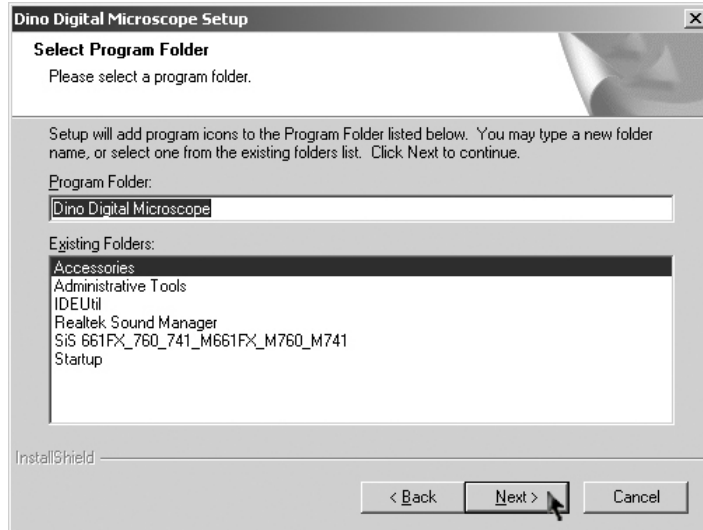 Dino Digital Microscope Setup
Select Program Folder
Please select a program folder.
Setup will add program icons to the Program Folder listed below.  You may type a new folder
name, or select one from the existing folders list.  Click Next to continue.
Program Folder:
Dino Digital Microscope
Existing Folders:
Accessories
Administrative Tools
IDEUtil
Realtek Sound Manager
SiS 661FX_760_741_M661FX_M760_M741
Startup
InstallShield
< Back
Next >
Cancel